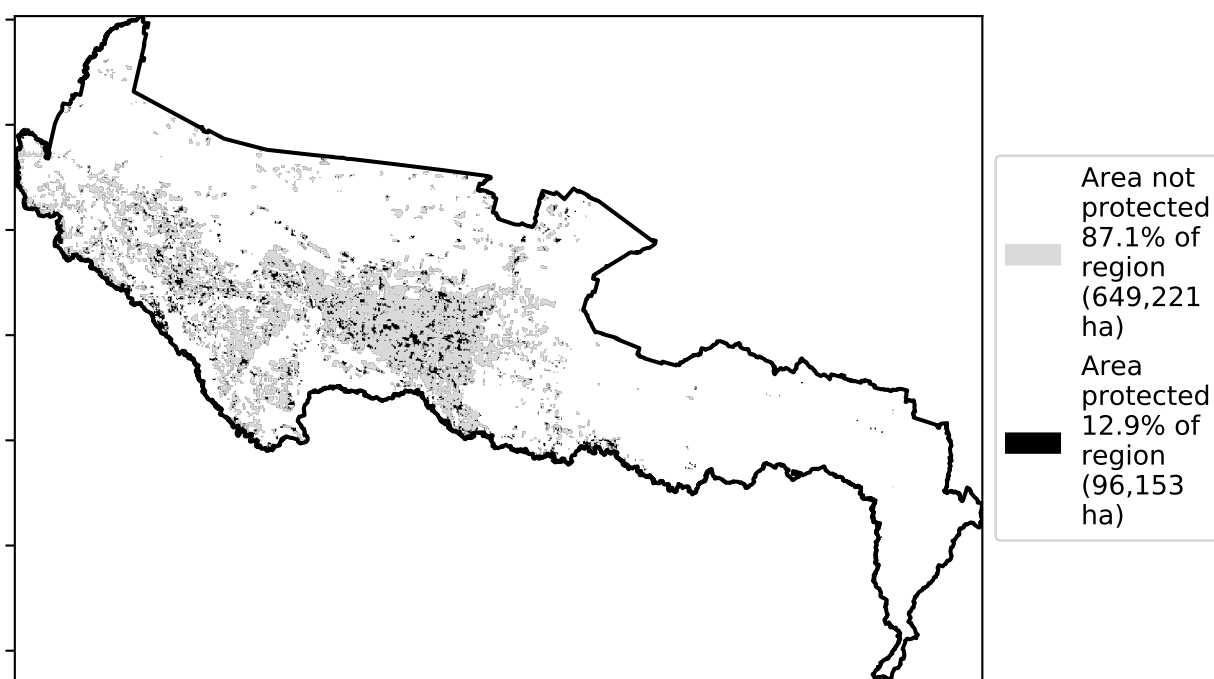 Area not
protected
87.1% of
region
(649,221
ha)
Area
protected
12.9% of
region
(96,153
ha)